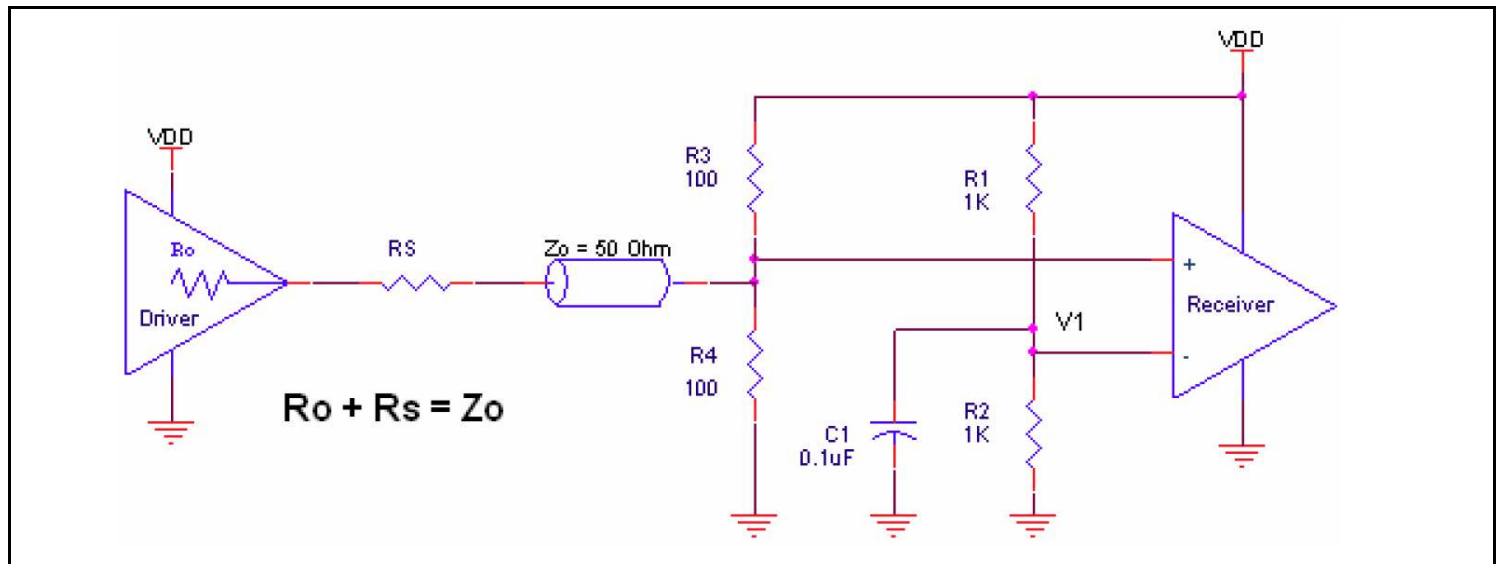 VDD
VDD
R3
100
R1
1K
Ro
RS
Zo = 50 Ohm
+
Receiver
Driver
V1
-
R4
100
Ro + Rs = Zo
R2
1K
C1
0.1uF